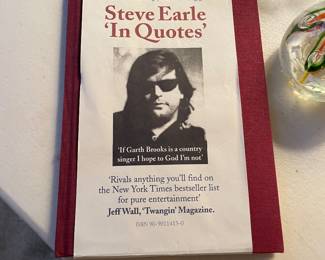 Steve Earle
'In Quotes'
'If Garth Brooks is a country
singer I hope to God I'm not'
'Rivals anything you'll find on
the New York Times bestseller list
for pure entertainment'
Jeff Wall, 'Twangin' Magazine.